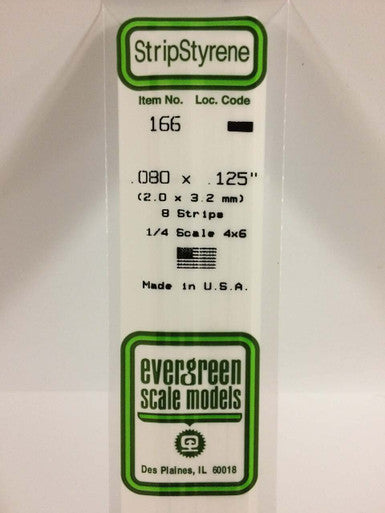 StripStyrene
Item No. Loc. Code
166
.080 x .125"
(2.0 x 3.2 mm)
8 Strips
1/4 Scale 4x6
Made in U.S.A.
evergreen
scale models
Des Plaines, IL 60018